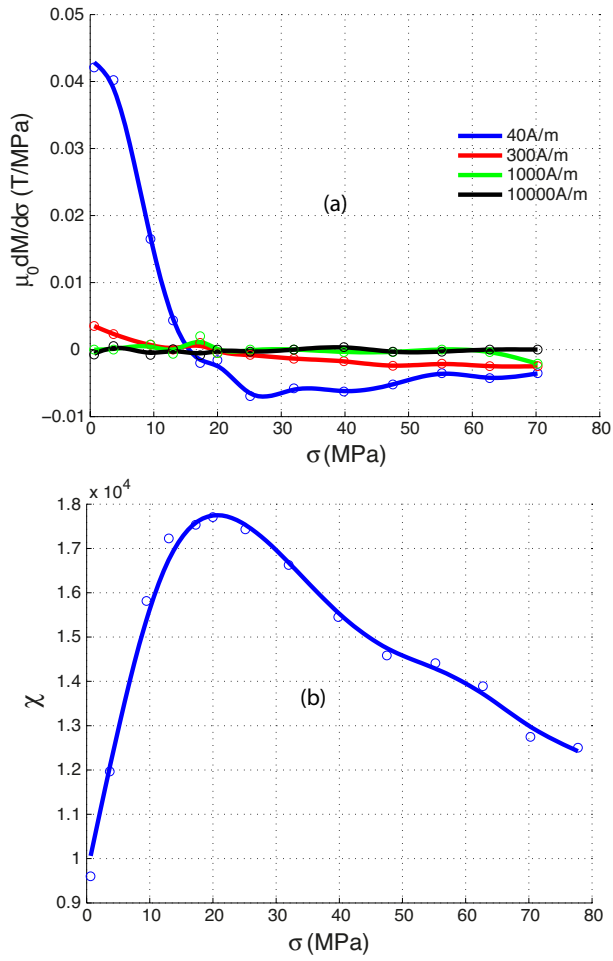 0.05
0.04
0.03
0.02
0.01
0
−0.01
μ₀dM/dσ (T/MPa)
40A/m
300A/m
1000A/m
10000A/m
(a)
0 10 20 30 40 50 60 70 80
σ (MPa)
x 10⁴
1.8
1.7
1.6
1.5
1.4
1.3
1.2
1.1
1
0.9
χ
(b)
0 10 20 30 40 50 60 70 80
σ (MPa)